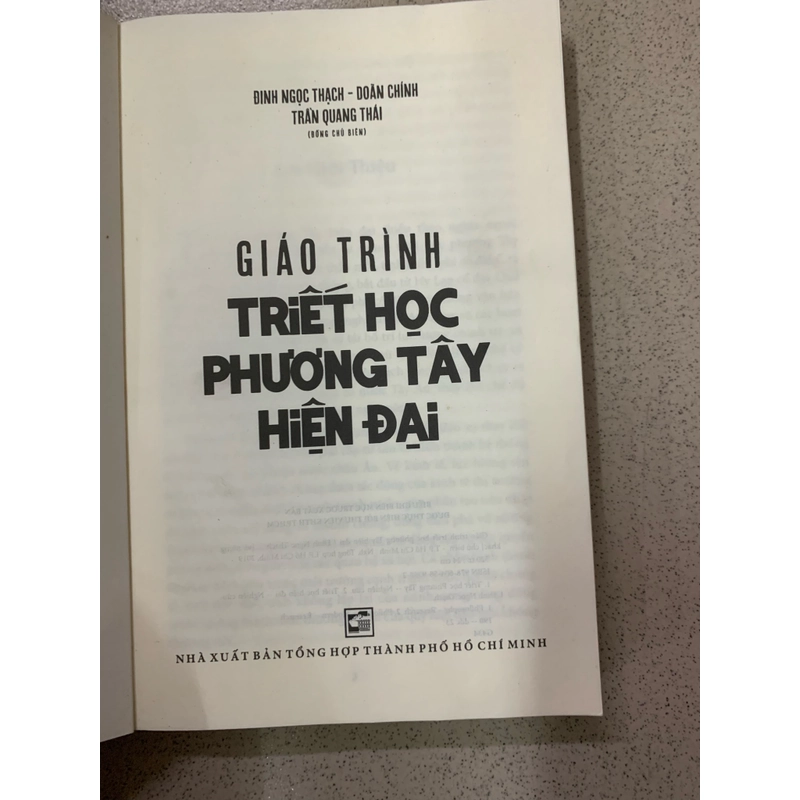 ĐINH NGỌC THẠCH - DOÃN CHÍNH
TRẦN QUANG THÁI
(ĐỒNG CHỦ BIÊN)
GIÁO TRÌNH
TRIẾT HỌC
PHƯƠNG TÂY
HIỆN ĐẠI
NHÀ XUẤT BẢN TỔNG HỢP THÀNH PHỐ HỒ CHÍ MINH